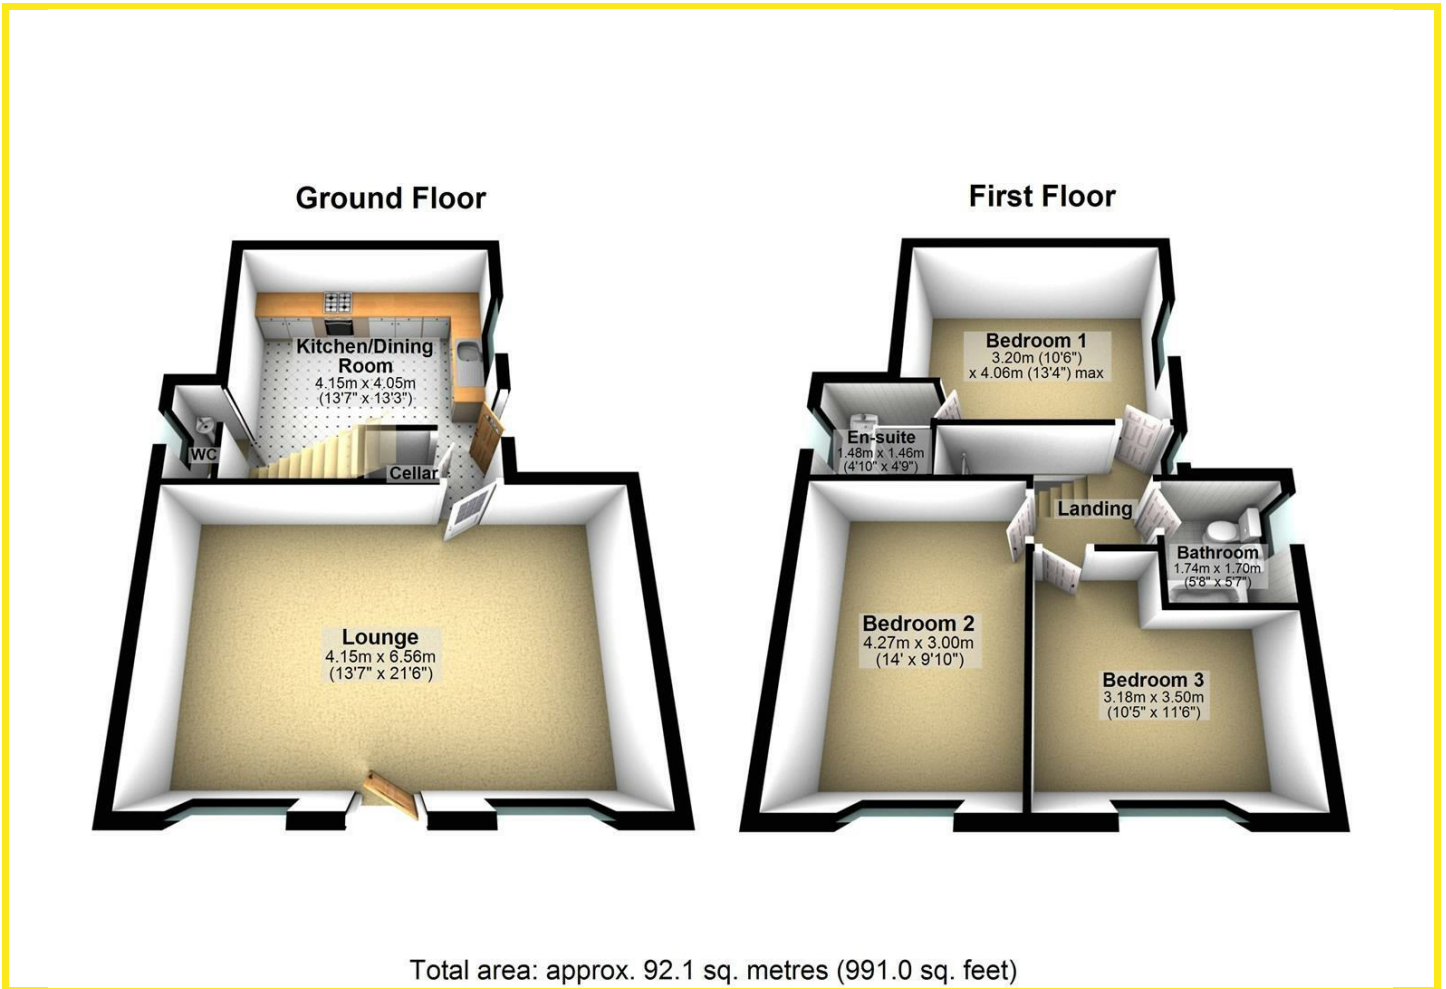 Ground Floor
Kitchen/Dining
Room
4.15m x 4.05m
(13'7" x 13'3")
WC
Cellar
Lounge
4.15m x 6.56m
(13'7" x 21'6")
First Floor
Bedroom 1
3.20m (10'6")
x 4.06m (13'4") max
En-suite
1.48m x 1.46m
(4'10" x 4'9")
Landing
Bathroom
1.74m x 1.70m
(5'8" x 5'7")
Bedroom 2
4.27m x 3.00m
(14' x 9'10")
Bedroom 3
3.18m x 3.50m
(10'5" x 11'6")
Total area: approx. 92.1 sq. metres (991.0 sq. feet)